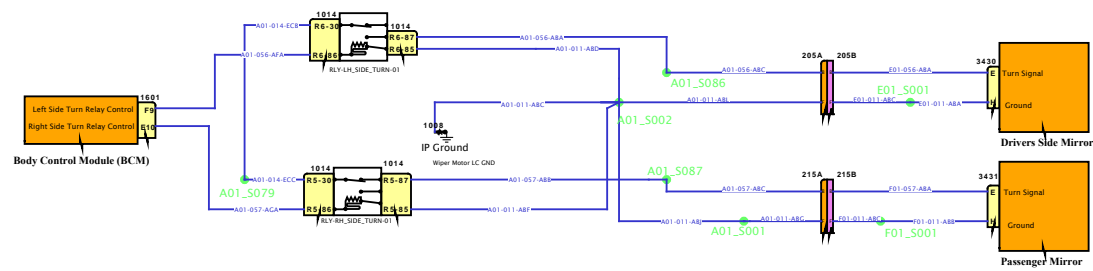 1014
A01-014-ECB
R6-30
1014
R6-87
A01-056-ABA
A01-056-AFA
R6-86
R6-85
A01-011-ABD
RLY-LH_SIDE_TURN-01
205A 205B
3430
A01-056-ABC
E01-056-ABA
E
Turn Signal
A01_S086
E01_S001
1601
A01-011-ABC
A01-011-ABL
E01-011-ABC
E01-011-ABA
Ground
Left Side Turn Relay Control
F9
Right Side Turn Relay Control
E10
1008
A01_S002
IP Ground
Drivers Side Mirror
Body Control Module (BCM)
Wiper Motor LC GND
1014
1014
A01_S087
3431
A01-014-ECC
R5-30
R5-87
A01-057-ABB
215A 215B
A01_S079
A01-057-ABC
F01-057-ABA
E
Turn Signal
A01-057-AGA
R5-86
R5-85
A01-011-ABF
RLY-RH_SIDE_TURN-01
A01-011-ABJ
A01-011-ABG
F01-011-ABC
F01-011-ABB
Ground
A01_S001
F01_S001
Passenger Mirror